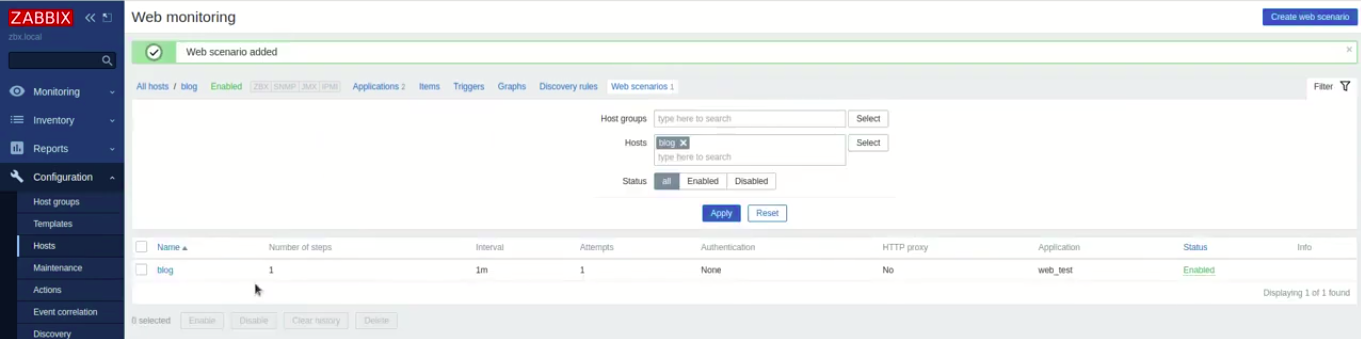 ZABBIX
zbx.local
Monitoring
Inventory
Reports
Configuration
Host groups
Templates
Hosts
Maintenance
Actions
Event correlation
Discovery
Web monitoring
Create web scenario
Web scenario added
All hosts / blog Enabled ZBX SNMP JMX IPMI Applications 2 Items Triggers Graphs Discovery rules Web scenarios 1 Filter
Host groups type here to search Select
Hosts blog Select
type here to search
Status all Enabled Disabled
Apply Reset
Name Number of steps Interval Attempts Authentication HTTP proxy Application Status Info
blog 1 1m 1 None No web_test Enabled
Displaying 1 of 1 found
0 selected Enable Disable Clear history Delete